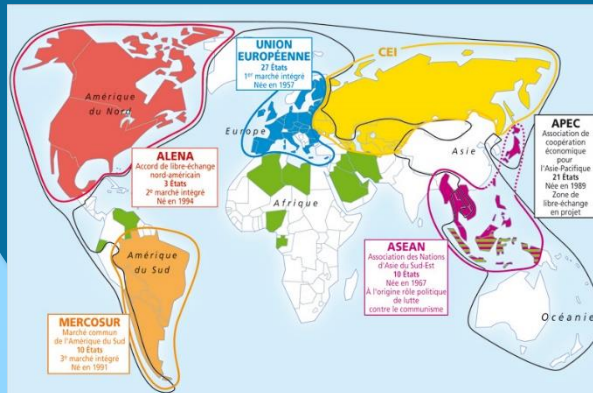 UNION
EUROPÉENNE
27 États
1er marché intégré
Née en 1957
CEI
Amérique
du Nord
Europe
Asie
APEC
Association de
coopération
économique
pour
l'Asie-Pacifique
21 États
Née en 1989
Zone de
libre-échange
en projet
ALENA
Accord de libre-échange
nord-américain
3 États
2e marché intégré
Né en 1994
Afrique
Amérique
du Sud
ASEAN
Association des Nations
d'Asie du Sud-Est
10 États
Née en 1967
À l'origine rôle politique
de lutte
contre le communisme
Océanie
MERCOSUR
Marché commun
de l'Amérique du Sud
10 États
3e marché intégré
Né en 1991